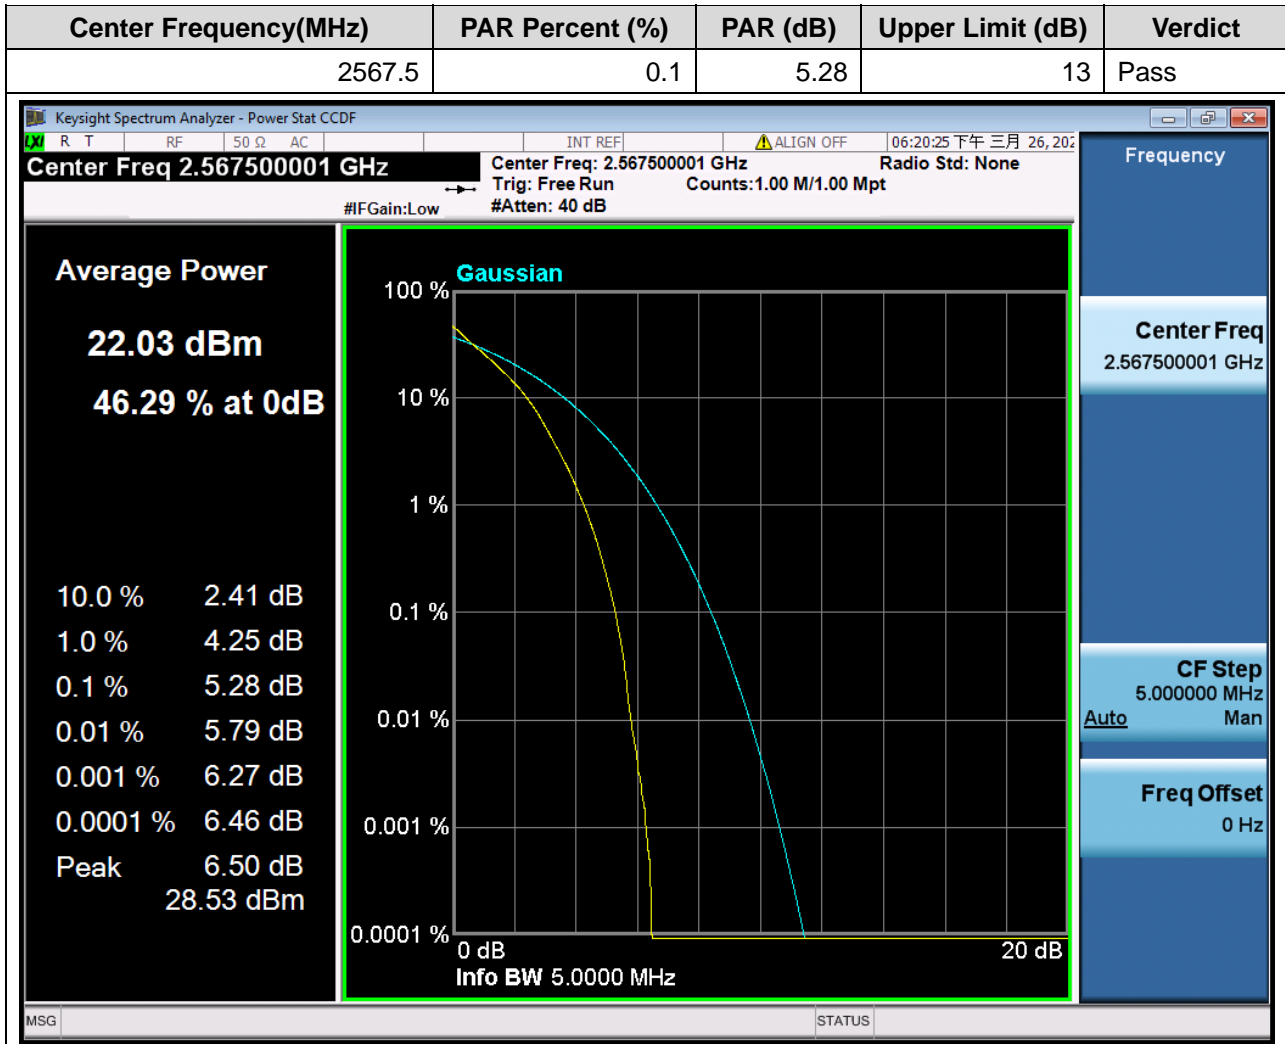 Center Frequency(MHz) PAR Percent (%) PAR (dB) Upper Limit (dB) Verdict
2567.5 0.1 5.28 13 Pass
Keysight Spectrum Analyzer - Power Stat CCDF
LXI R T RF 50 Ω AC INT REF ALIGN OFF 06:20:25 下午 三月 26, 202
Center Freq 2.567500001 GHz
Center Freq: 2.567500001 GHz Radio Std: None
Trig: Free Run Counts:1.00 M/1.00 Mpt
#IFGain:Low #Atten: 40 dB
Frequency
Average Power
22.03 dBm
46.29 % at 0dB
10.0 % 2.41 dB
1.0 % 4.25 dB
0.1 % 5.28 dB
0.01 % 5.79 dB
0.001 % 6.27 dB
0.0001 % 6.46 dB
Peak 6.50 dB
28.53 dBm
Gaussian
100 %
10 %
1 %
0.1 %
0.01 %
0.001 %
0.0001 %
0 dB 20 dB
Info BW 5.0000 MHz
Center Freq
2.567500001 GHz
CF Step
5.000000 MHz
Auto Man
Freq Offset
0 Hz
MSG STATUS